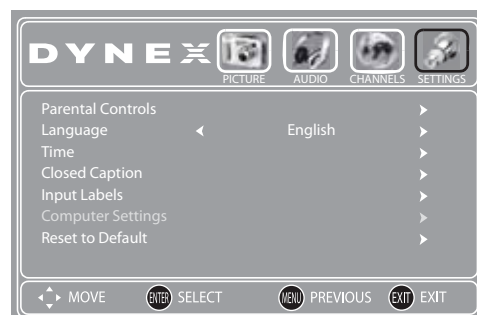 DYNEX
PICTURE AUDIO CHANNELS SETTINGS
Parental Controls
Language English
Time
Closed Caption
Input Labels
Computer Settings
Reset to Default
MOVE ENTER SELECT MENU PREVIOUS EXIT EXIT